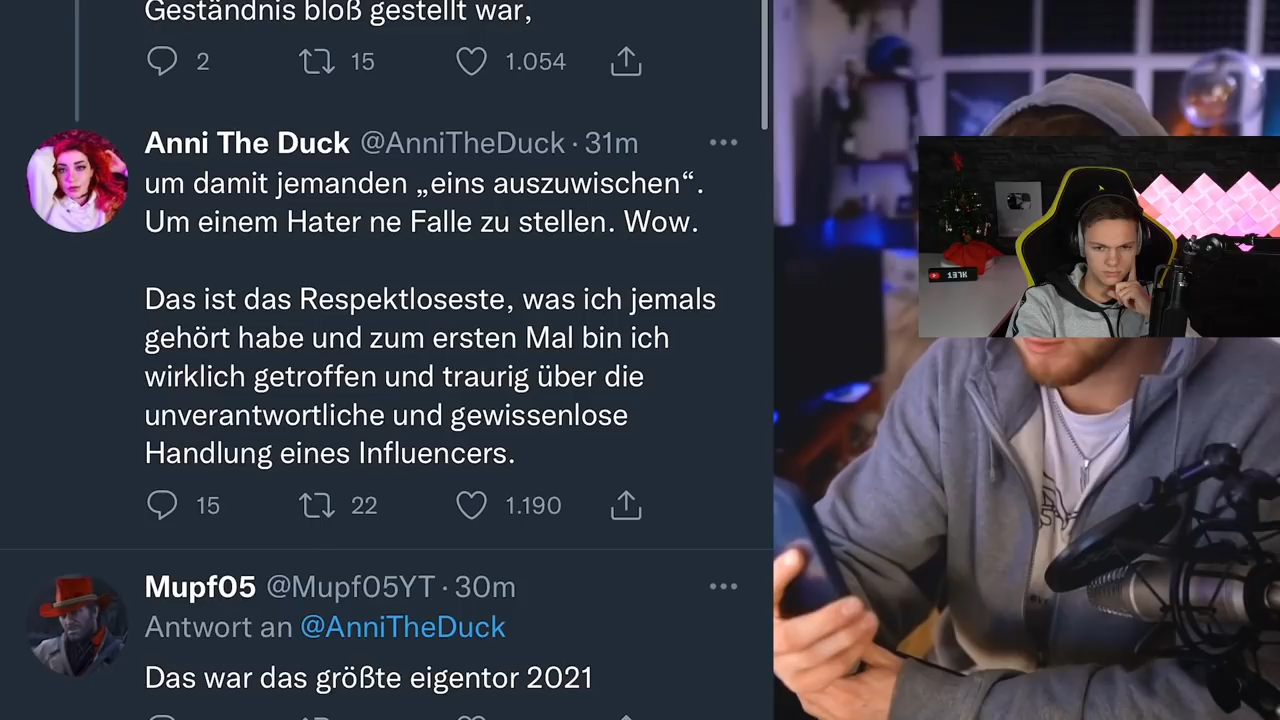 Geständnis bloß gestellt war,
2 15 1.054
Anni The Duck @AnniTheDuck · 31m
um damit jemanden „eins auszuwischen“.
Um einem Hater ne Falle zu stellen. Wow.
Das ist das Respektloseste, was ich jemals
gehört habe und zum ersten Mal bin ich
wirklich getroffen und traurig über die
unverantwortliche und gewissenlose
Handlung eines Influencers.
15 22 1.190
Mupf05 @Mupf05YT · 30m
Antwort an @AnniTheDuck
Das war das größte eigentor 2021
137K